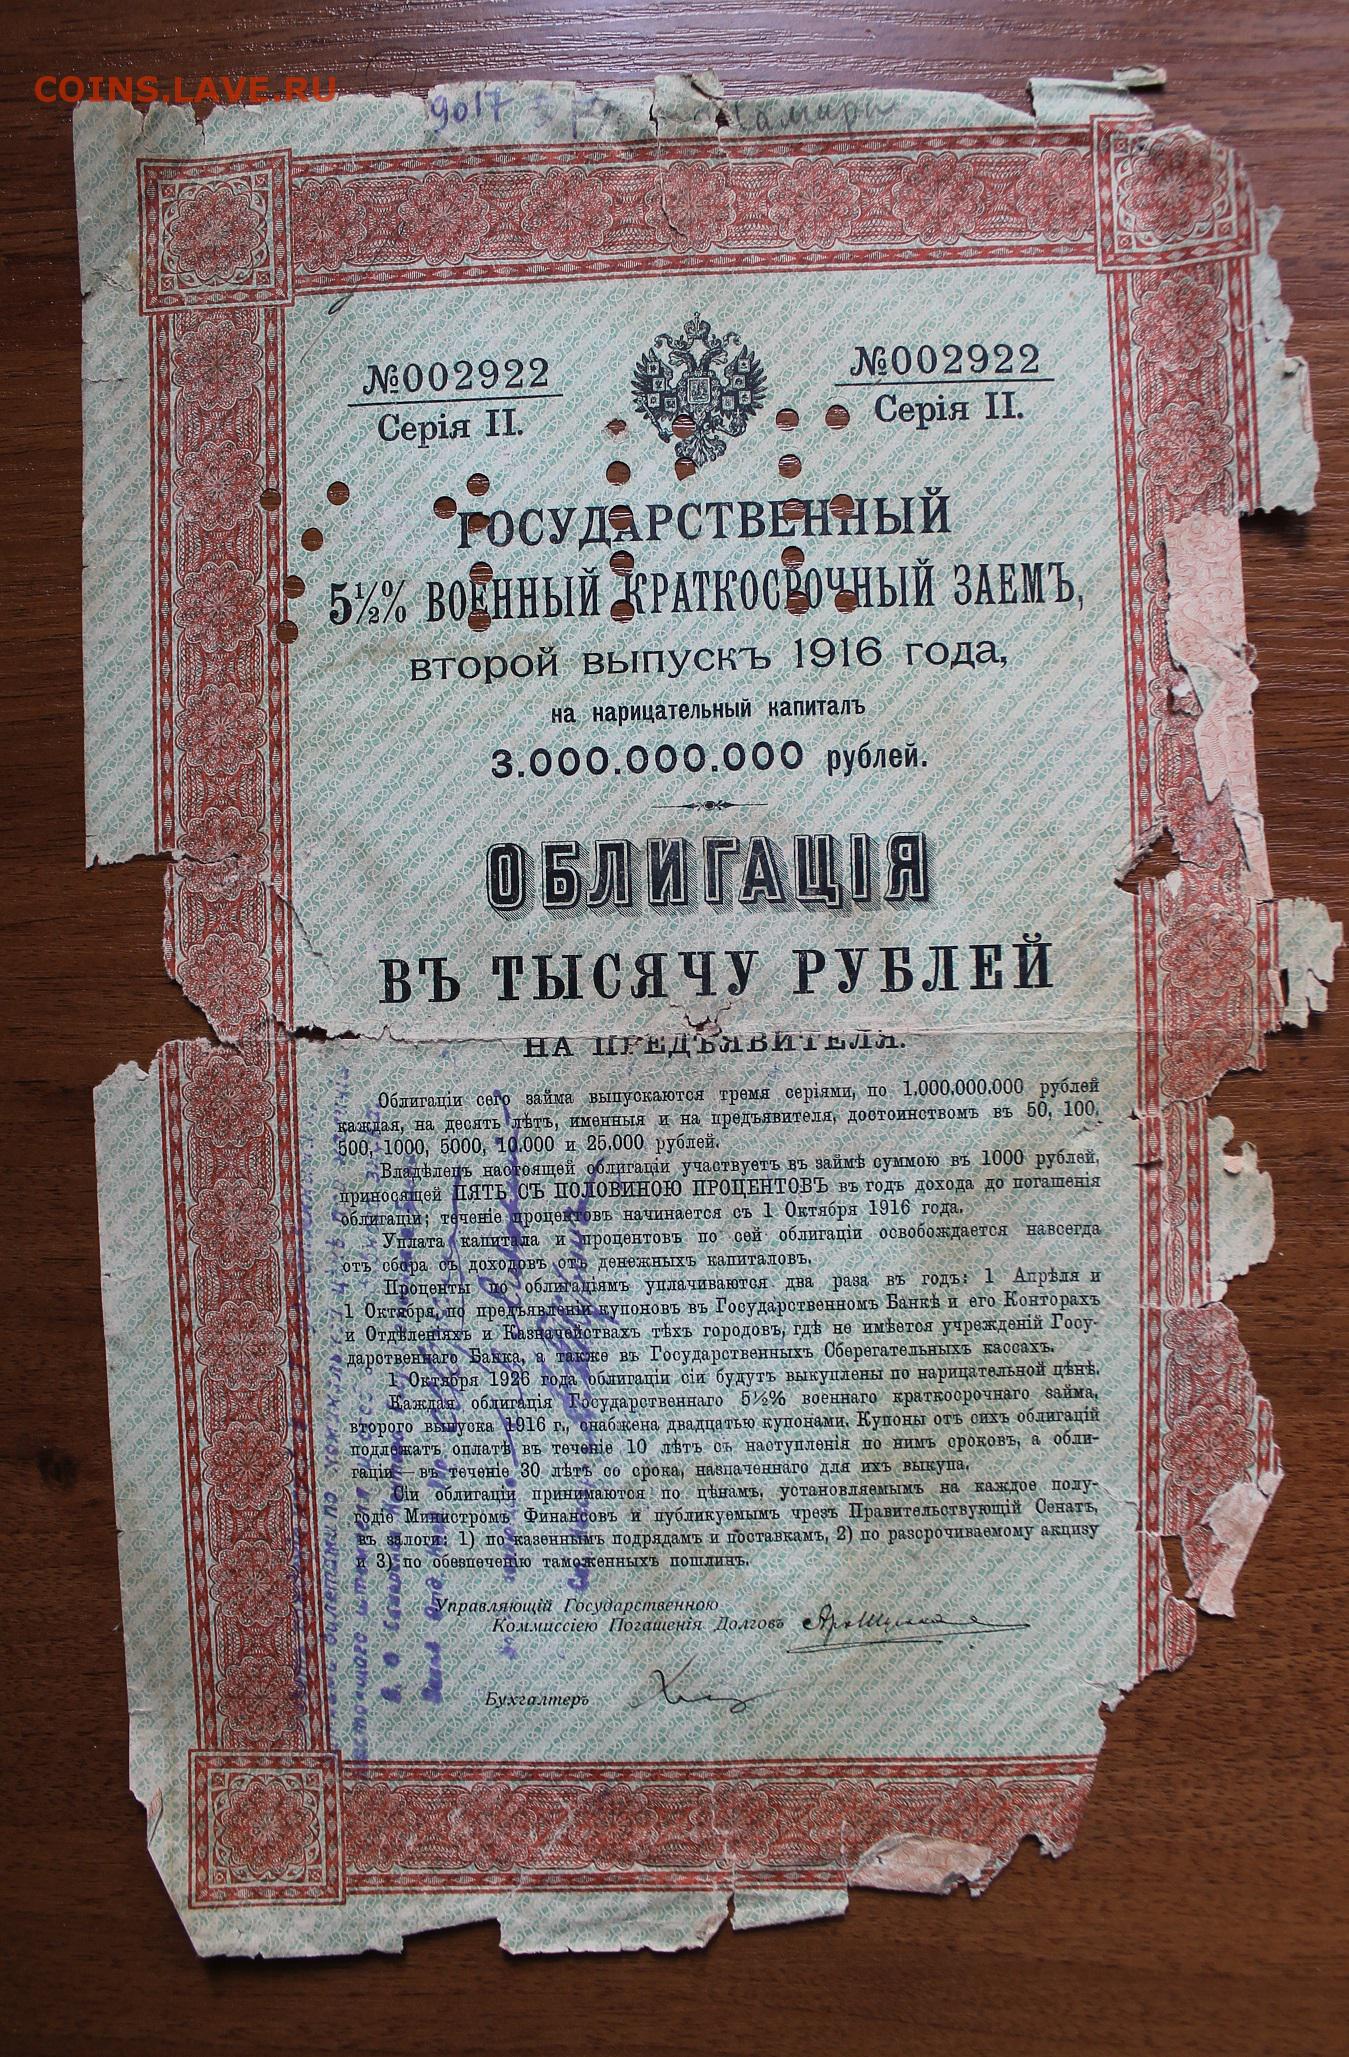 COINS.LAVE.RU
9017
Самары
№002922
Серія II.
№002922
Серія II.
ГОСУДАРСТВЕННЫЙ
5½% ВОЕННЫЙ КРАТКОСРОЧНЫЙ ЗАЕМЪ,
второй выпускъ 1916 года,
на нарицательный капиталъ
3.000.000.000 рублей.
ОБЛИГАЦІЯ
ВЪ ТЫСЯЧУ РУБЛЕЙ
НА ПРЕДЪЯВИТЕЛЯ.
Облигаціи сего займа выпускаются тремя серіями, по 1.000.000.000 рублей
каждая, на десять лѣтъ, именныя и на предъявителя, достоинствомъ въ 50, 100,
500, 1000, 5000, 10.000 и 25.000 рублей.
Владѣлецъ настоящей облигаціи участвуетъ въ займѣ суммою въ 1000 рублей,
приносящей ПЯТЬ СЪ ПОЛОВИНОЮ ПРОЦЕНТОВЪ въ годъ дохода до погашенія
облигаціи; теченіе процентовъ начинается съ 1 Октября 1916 года.
Уплата капитала и процентовъ по сей облигаціи освобождается навсегда
отъ сбора съ доходовъ отъ денежныхъ капиталовъ.
Проценты по облигаціямъ уплачиваются два раза въ годъ: 1 Апрѣля и
1 Октября, по предъявленіи купоновъ въ Государственномъ Банкѣ и его Конторахъ
и Отдѣленіяхъ и Казначействахъ тѣхъ городовъ, гдѣ не имѣется учрежденій Госу-
дарственнаго Банка, а также въ Государственныхъ Сберегательныхъ кассахъ.
1 Октября 1926 года облигаціи сіи будутъ выкуплены по нарицательной цѣнѣ.
Каждая облигація Государственнаго 5½% военнаго краткосрочнаго займа,
второго выпуска 1916 г., снабжена двадцатью купонами. Купоны отъ сихъ облигацій
подлежатъ оплатѣ въ теченіе 10 лѣтъ съ наступленія по нимъ сроковъ, а обли-
гаціи—въ теченіе 30 лѣтъ со срока, назначеннаго для ихъ выкупа.
Сіи облигаціи принимаются по цѣнамъ, установляемымъ на каждое полу-
годіе Министромъ Финансовъ и публикуемымъ чрезъ Правительствующій Сенатъ,
въ залоги: 1) по казеннымъ подрядамъ и поставкамъ, 2) по разсрочиваемому акцизу
и 3) по обезпеченію таможенныхъ пошлинъ.
Управляющій Государственною
Коммиссіею Погашенія Долговъ
Бухгалтеръ